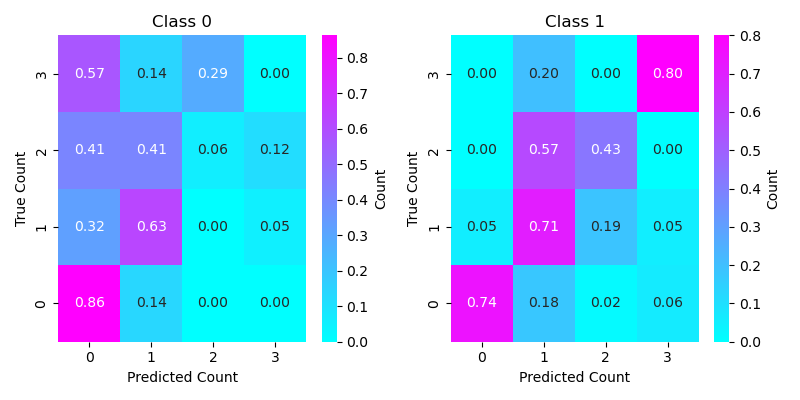 Class 0
3 0.57 0.14 0.29 0.00
2 0.41 0.41 0.06 0.12
1 0.32 0.63 0.00 0.05
0 0.86 0.14 0.00 0.00
0 1 2 3
Predicted Count
True Count
0.8
0.7
0.6
0.5
0.4
0.3
0.2
0.1
0.0
Count
Class 1
3 0.00 0.20 0.00 0.80
2 0.00 0.57 0.43 0.00
1 0.05 0.71 0.19 0.05
0 0.74 0.18 0.02 0.06
0 1 2 3
Predicted Count
True Count
0.8
0.7
0.6
0.5
0.4
0.3
0.2
0.1
0.0
Count